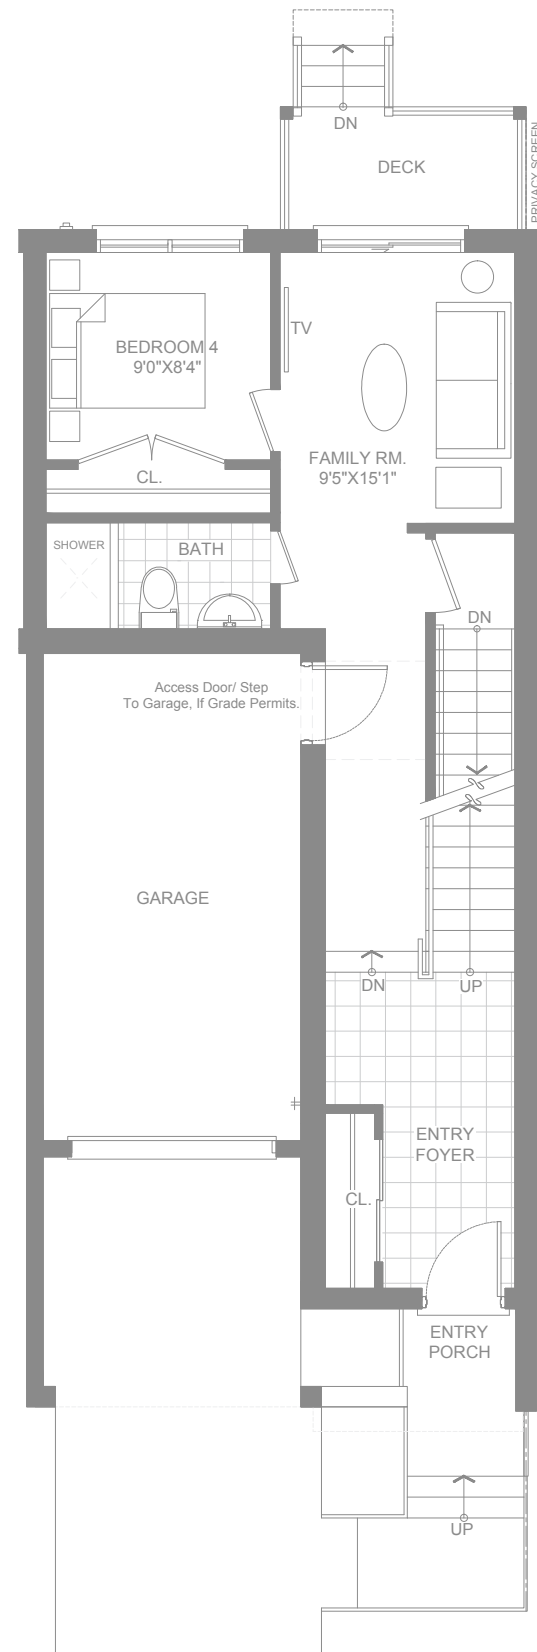 DN
DECK
PRIVACY SCREEN
TV
BEDROOM 4
9'0"X8'4"
FAMILY RM.
9'5"X15'1"
CL.
SHOWER
BATH
DN
Access Door/ Step
To Garage, If Grade Permits.
GARAGE
DN
UP
ENTRY
FOYER
CL.
ENTRY
PORCH
UP